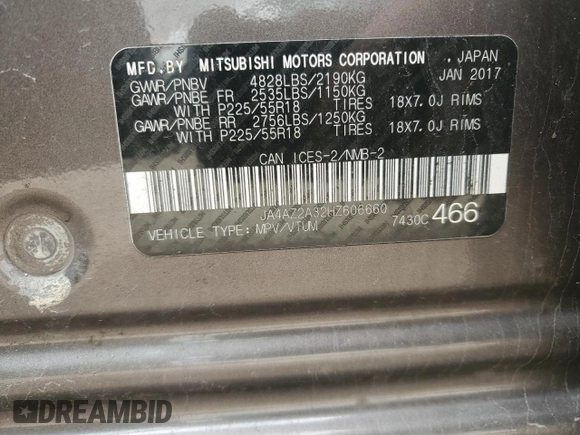 MFD.BY MITSUBISHI MOTORS CORPORATION .JAPAN
GVWR/PNBV 4828LBS/2190KG JAN 2017
GAWR/PNBE FR 2535LBS/1150KG
WITH P225/55R18 TIRES 18X7.0J RIMS
GAWR/PNBE RR 2756LBS/1250KG
WITH P225/55R18 TIRES 18X7.0J RIMS
CAN ICES-2/NMB-2
JA4AZ2A32HZ606660
VEHICLE TYPE: MPV/VTUM 7430C 466
DREAMBID